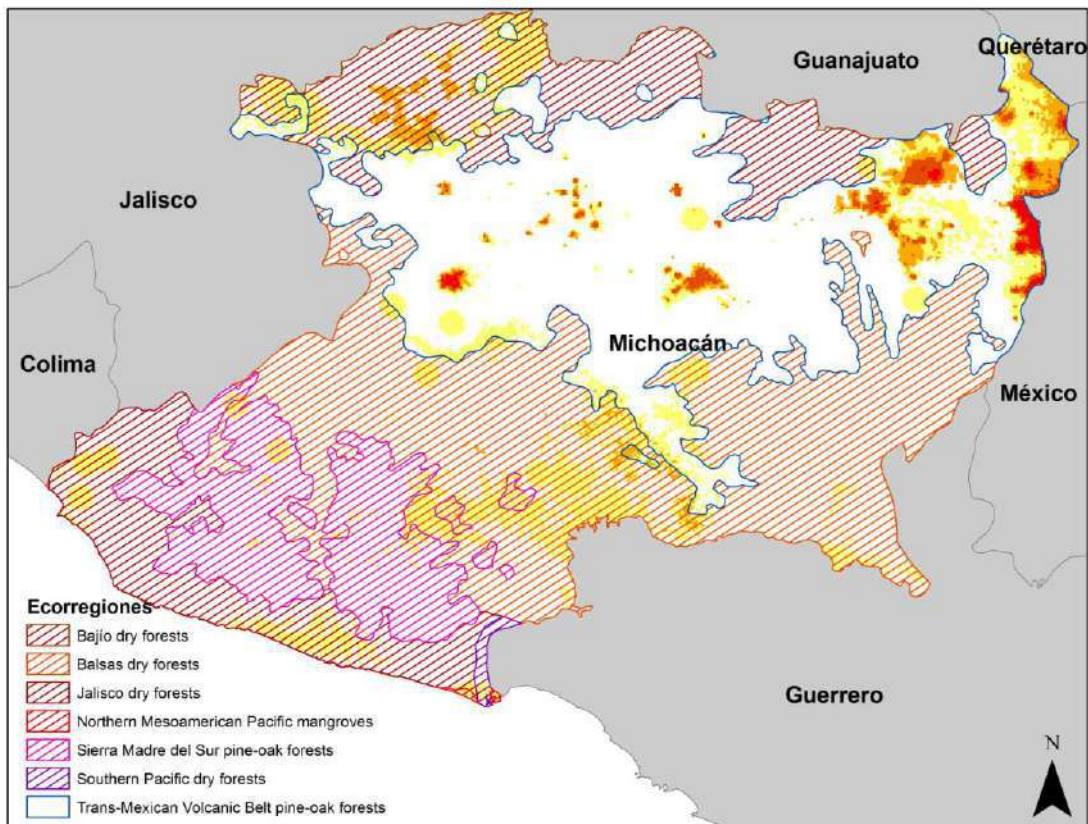 Guanajuato
Querétaro
Jalisco
Michoacán
Colima
México
Guerrero
Ecorregiones
Bajío dry forests
Balsas dry forests
Jalisco dry forests
Northern Mesoamerican Pacific mangroves
Sierra Madre del Sur pine-oak forests
Southern Pacific dry forests
Trans-Mexican Volcanic Belt pine-oak forests
N